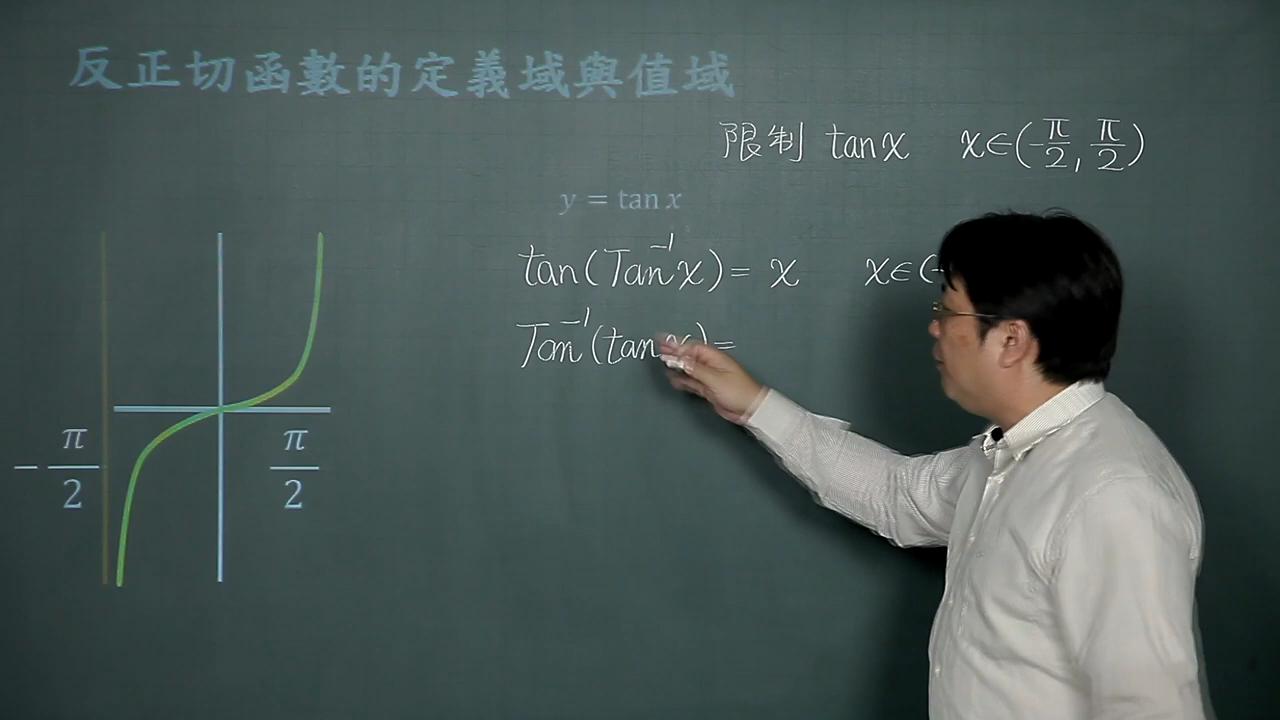 反正切函數的定義域與值域
限制 tanx x∈(-π/2, π/2)
y = tan x
tan(Tan⁻¹x) = x x∈(-
Tan⁻¹(tanx) =
-π/2
π/2